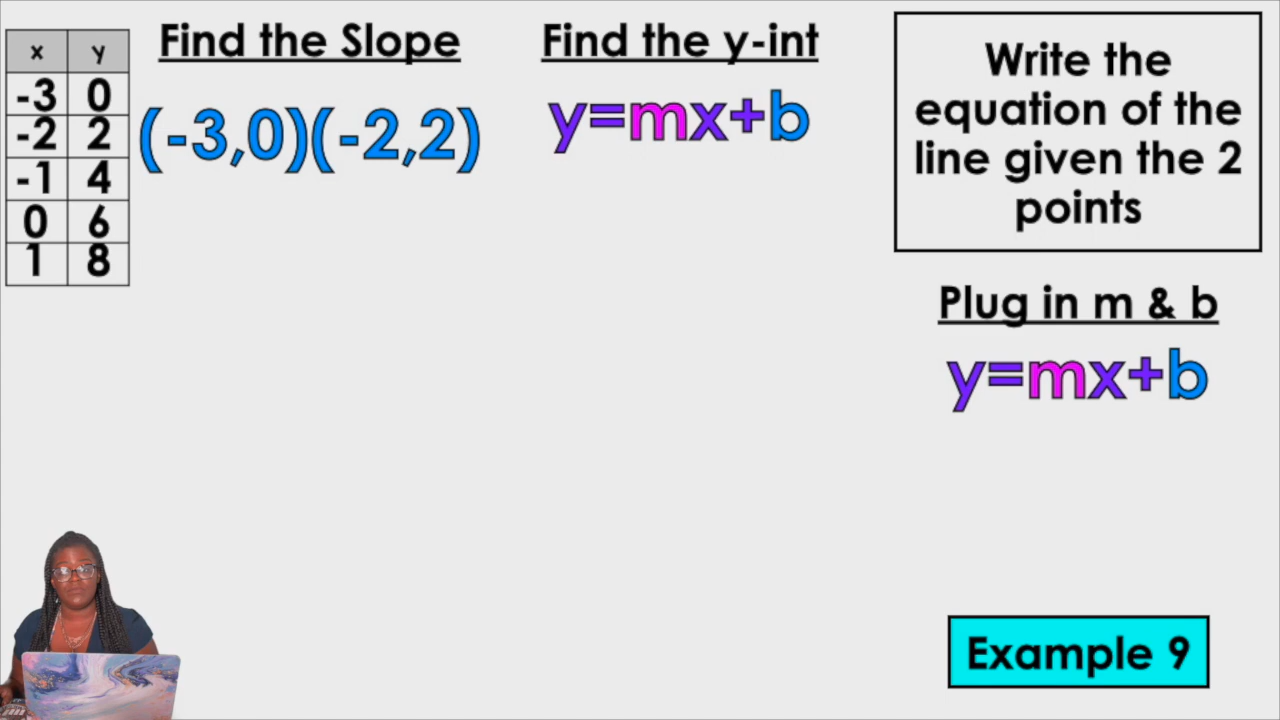 x y
-3 0
-2 2
-1 4
0 6
1 8
Find the Slope
(-3,0)(-2,2)
Find the y-int
y=mx+b
Write the
equation of the
line given the 2
points
Plug in m & b
y=mx+b
Example 9